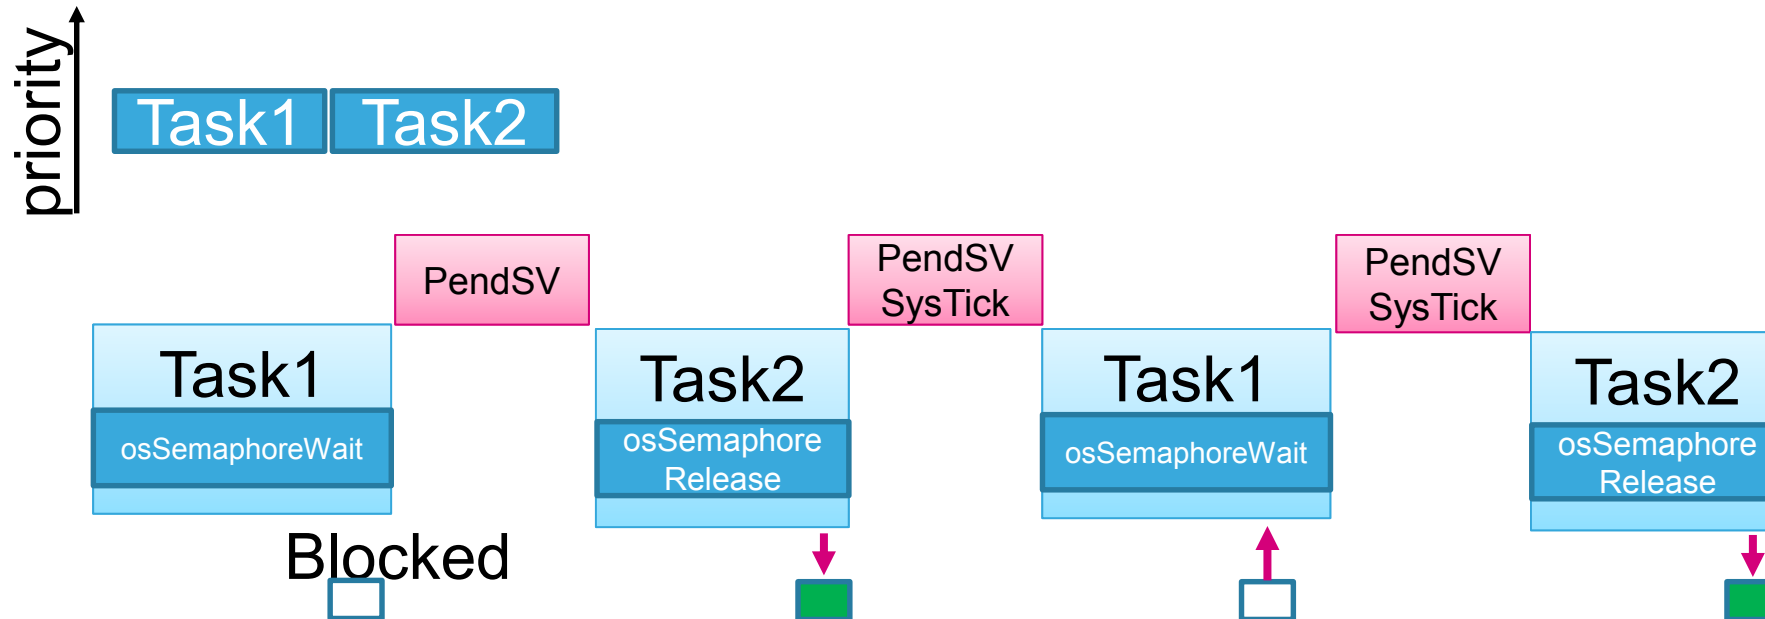 priority
Task1
Task2
PendSV
PendSV
SysTick
PendSV
SysTick
Task1
osSemaphoreWait
Task2
osSemaphore
Release
Task1
osSemaphoreWait
Task2
osSemaphore
Release
Blocked